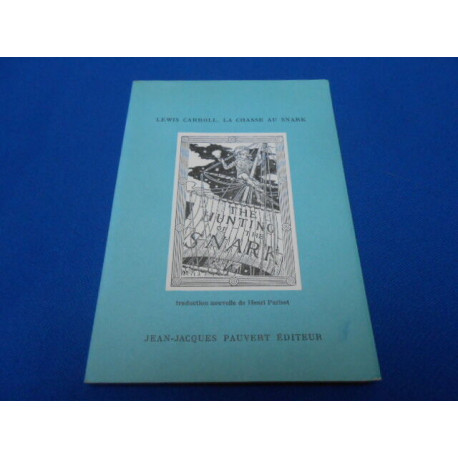 LEWIS CARROLL, LA CHASSE AU SNARK
THE
HUNTING
OF THE
SNARK
traduction nouvelle de Henri Parisot
JEAN-JACQUES PAUVERT ÉDITEUR